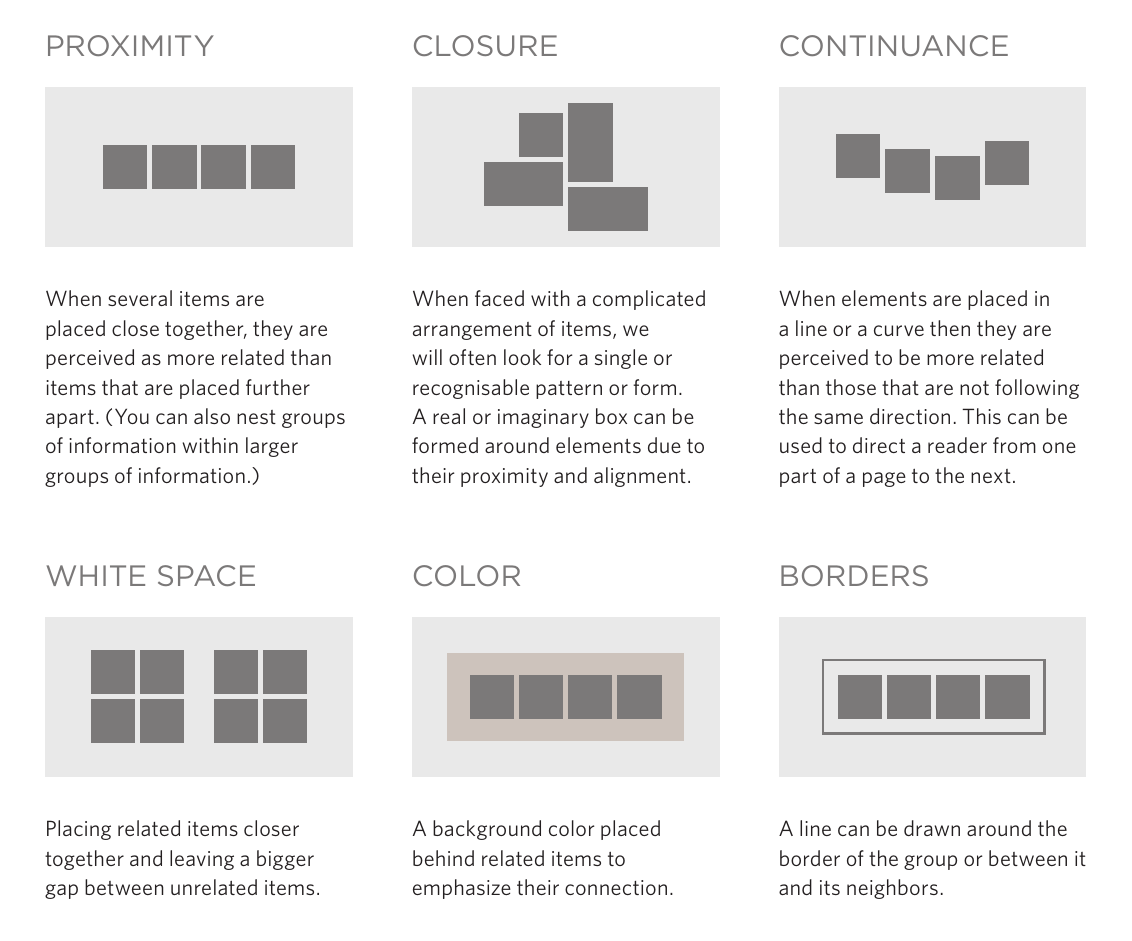 PROXIMITY
When several items are
placed close together, they are
perceived as more related than
items that are placed further
apart. (You can also nest groups
of information within larger
groups of information.)
CLOSURE
When faced with a complicated
arrangement of items, we
will often look for a single or
recognisable pattern or form.
A real or imaginary box can be
formed around elements due to
their proximity and alignment.
CONTINUANCE
When elements are placed in
a line or a curve then they are
perceived to be more related
than those that are not following
the same direction. This can be
used to direct a reader from one
part of a page to the next.
WHITE SPACE
Placing related items closer
together and leaving a bigger
gap between unrelated items.
COLOR
A background color placed
behind related items to
emphasize their connection.
BORDERS
A line can be drawn around the
border of the group or between it
and its neighbors.